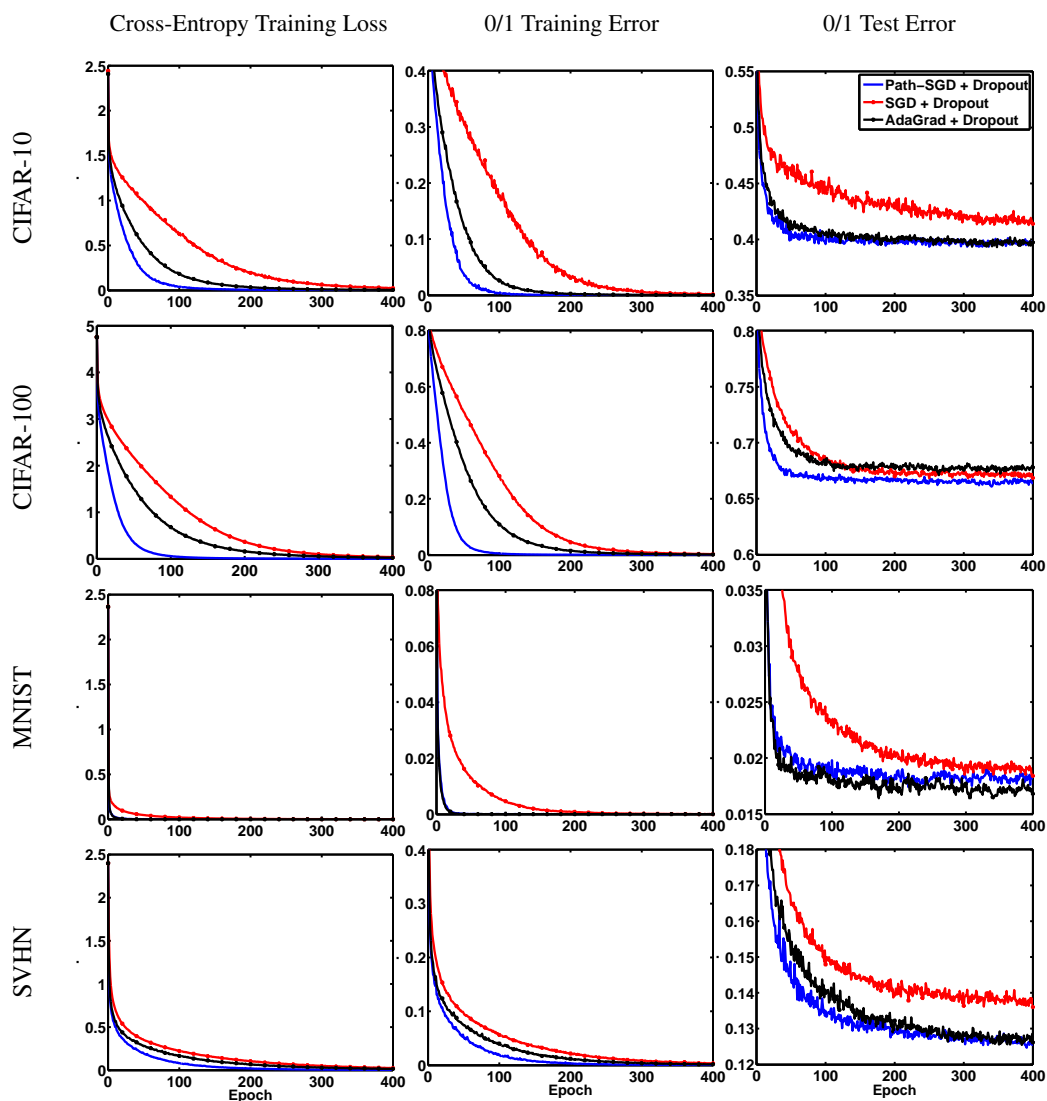 Cross-Entropy Training Loss 0/1 Training Error 0/1 Test Error
CIFAR-10
2.5
2
1.5
1
0.5
0
0 100 200 300 400
0.4
0.3
0.2
0.1
0
0 100 200 300 400
0.55
0.5
0.45
0.4
0.35
0 100 200 300 400
Path-SGD + Dropout
SGD + Dropout
AdaGrad + Dropout
CIFAR-100
5
4
3
2
1
0
0 100 200 300 400
0.8
0.6
0.4
0.2
0
0 100 200 300 400
0.8
0.75
0.7
0.65
0.6
0 100 200 300 400
MNIST
2.5
2
1.5
1
0.5
0
0 100 200 300 400
0.08
0.06
0.04
0.02
0
0 100 200 300 400
0.035
0.03
0.025
0.02
0.015
0 100 200 300 400
SVHN
2.5
2
1.5
1
0.5
0
0 100 200 300 400
Epoch
0.4
0.3
0.2
0.1
0
0 100 200 300 400
Epoch
0.18
0.17
0.16
0.15
0.14
0.13
0.12
0 100 200 300 400
Epoch